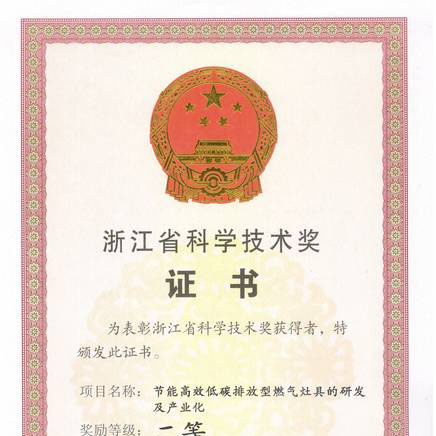 浙江省科学技术奖
证书
为表彰浙江省科学技术奖获得者，特
颁发此证书。
项目名称： 节能高效低碳排放型燃气灶具的研发
及产业化
奖励等级： 一等